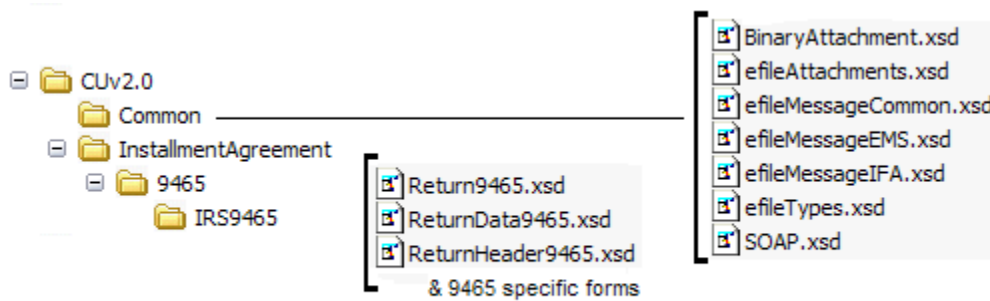 CUv2.0
Common
InstallmentAgreement
9465
IRS9465
Return9465.xsd
ReturnData9465.xsd
ReturnHeader9465.xsd
& 9465 specific forms
BinaryAttachment.xsd
efileAttachments.xsd
efileMessageCommon.xsd
efileMessageEMS.xsd
efileMessageIFA.xsd
efileTypes.xsd
SOAP.xsd